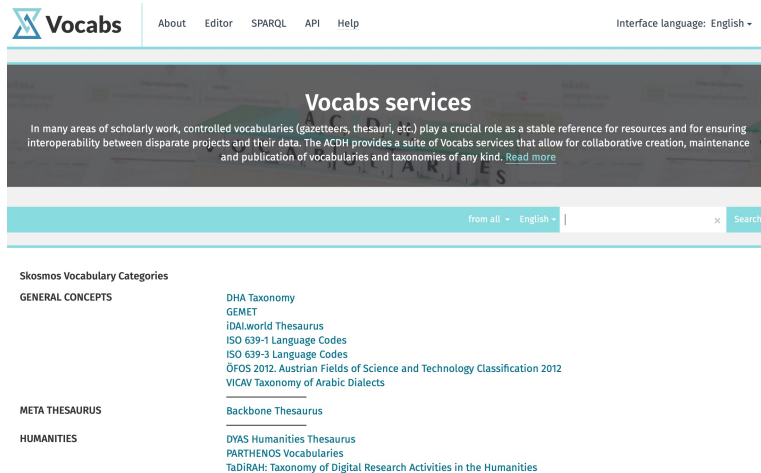 Vocabs
About Editor SPARQL API Help
Interface language: English
Vocabs services
In many areas of scholarly work, controlled vocabularies (gazetteers, thesauri, etc.) play a crucial role as a stable reference for resources and for ensuring
interoperability between disparate projects and their data. The ACDH provides a suite of Vocabs services that allow for collaborative creation, maintenance
and publication of vocabularies and taxonomies of any kind. Read more
from all English × Search
Skosmos Vocabulary Categories
GENERAL CONCEPTS
DHA Taxonomy
GEMET
iDAI.world Thesaurus
ISO 639-1 Language Codes
ISO 639-3 Language Codes
ÖFOS 2012. Austrian Fields of Science and Technology Classification 2012
VICAV Taxonomy of Arabic Dialects
META THESAURUS
Backbone Thesaurus
HUMANITIES
DYAS Humanities Thesaurus
PARTHENOS Vocabularies
TaDiRAH: Taxonomy of Digital Research Activities in the Humanities